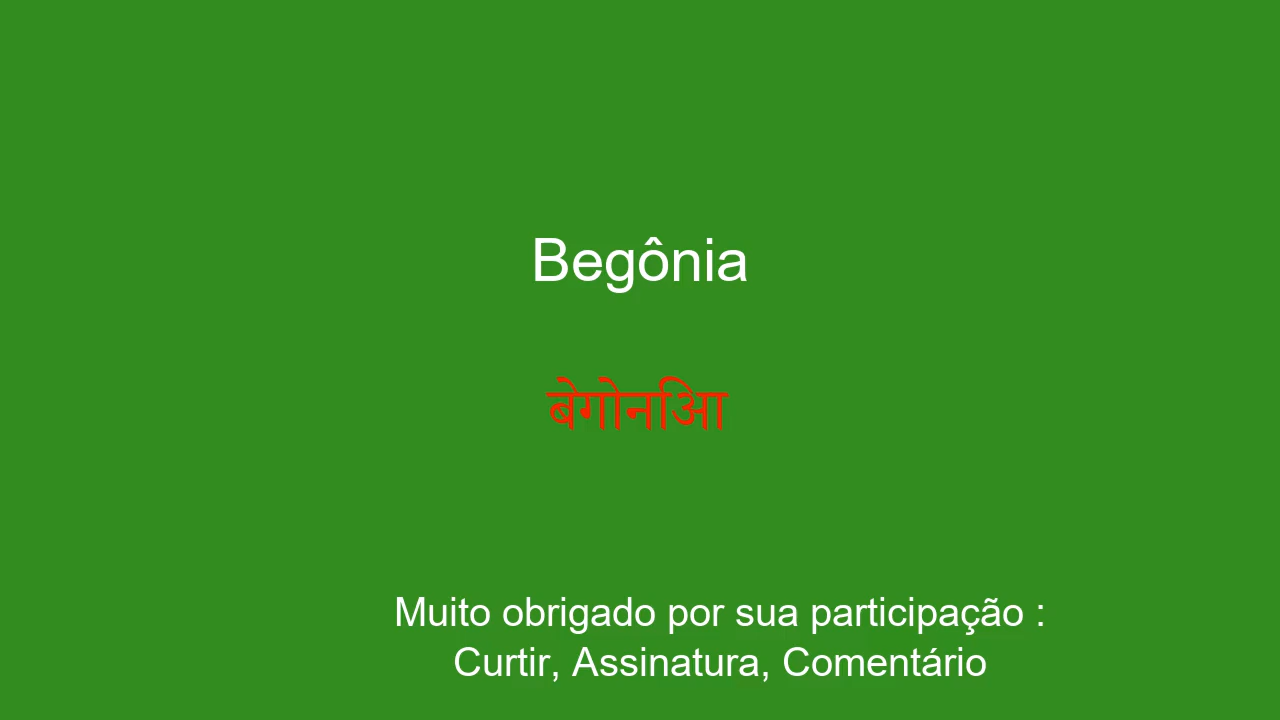 Begônia
बेगोनिआ
Muito obrigado por sua participação :
Curtir, Assinatura, Comentário